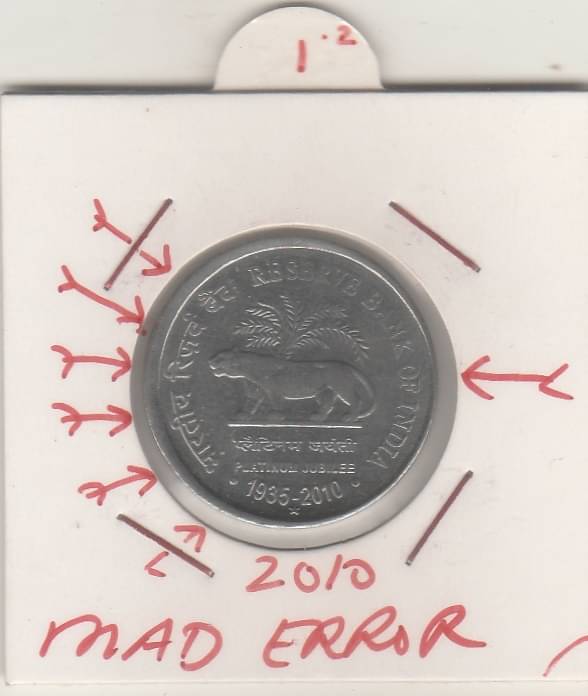 1.2
भारतीय रिज़र्व बैंक RESERVE BANK OF INDIA
प्लैटिनम जयंती
PLATINUM JUBILEE
1935-2010
2010
MAD ERROR